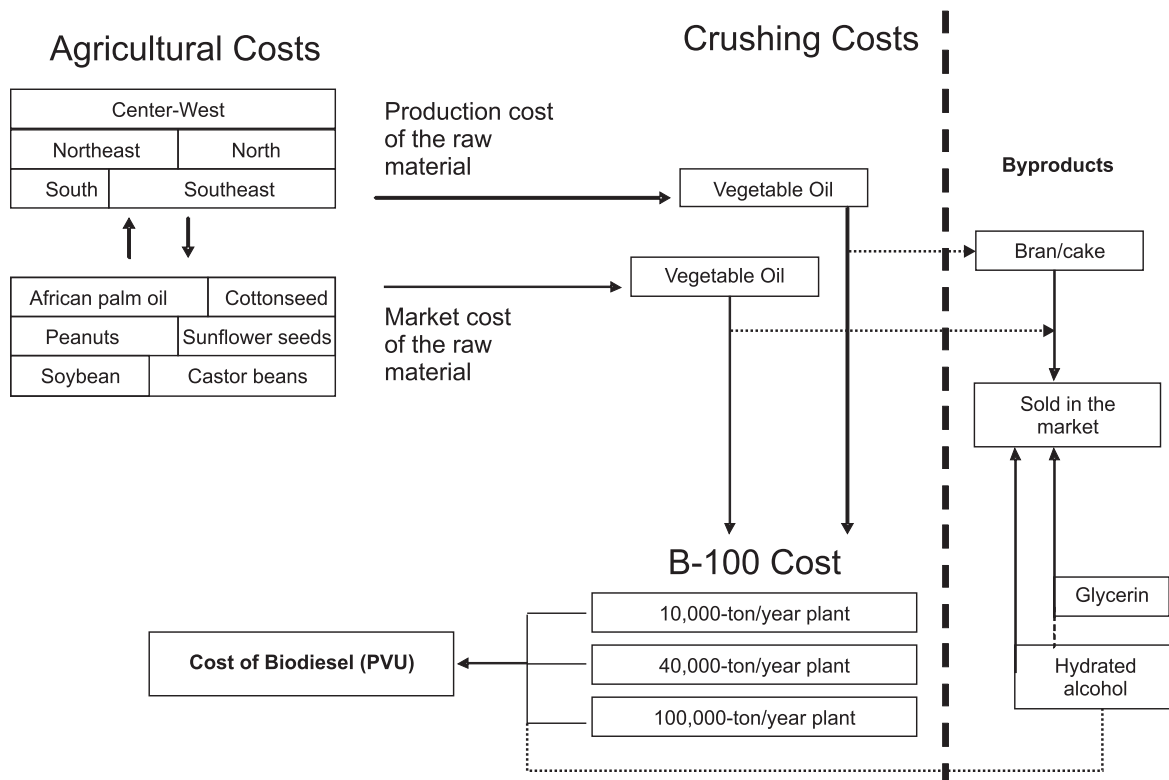 Agricultural Costs
Crushing Costs
Center-West
Northeast
North
South
Southeast
Production cost
of the raw
material
Vegetable Oil
Byproducts
Bran/cake
African palm oil
Cottonseed
Peanuts
Sunflower seeds
Soybean
Castor beans
Market cost
of the raw
material
Vegetable Oil
Sold in the
market
B-100 Cost
10,000-ton/year plant
40,000-ton/year plant
100,000-ton/year plant
Cost of Biodiesel (PVU)
Glycerin
Hydrated
alcohol